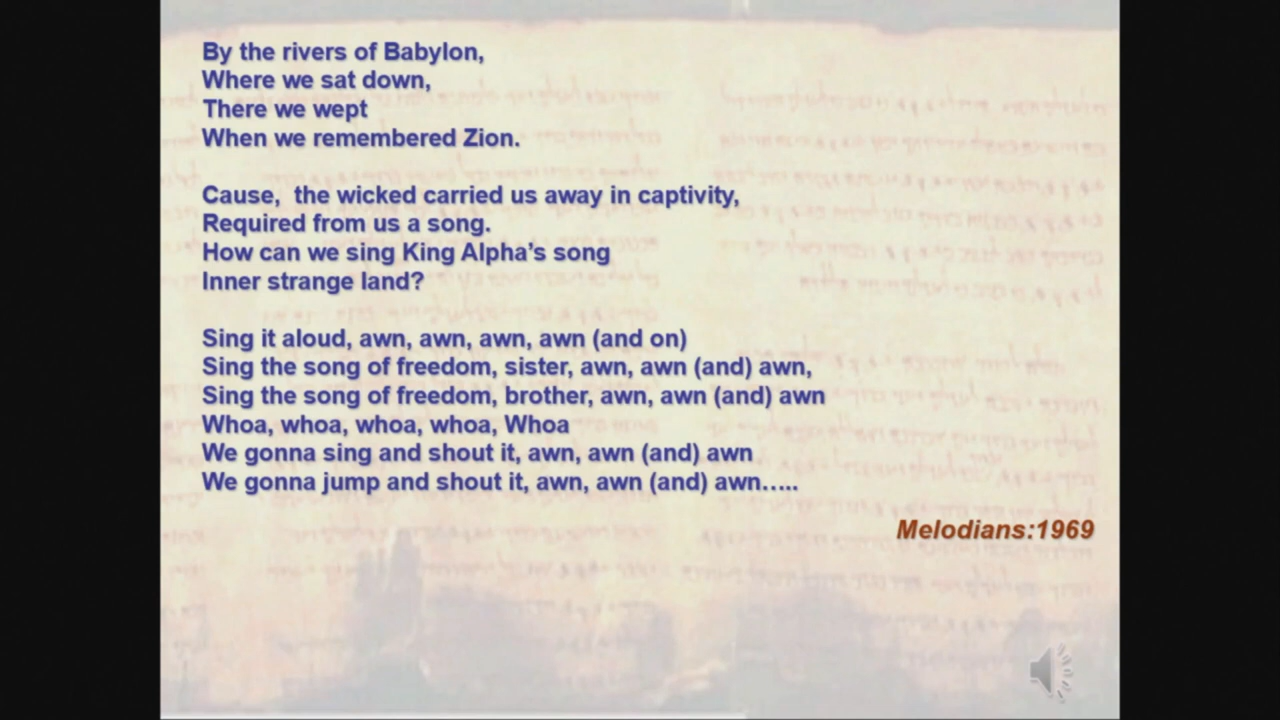 By the rivers of Babylon,
Where we sat down,
There we wept
When we remembered Zion.
Cause,  the wicked carried us away in captivity,
Required from us a song.
How can we sing King Alpha’s song
Inner strange land?
Sing it aloud, awn, awn, awn, awn (and on)
Sing the song of freedom, sister, awn, awn (and) awn,
Sing the song of freedom, brother, awn, awn (and) awn
Whoa, whoa, whoa, whoa, Whoa
We gonna sing and shout it, awn, awn (and) awn
We gonna jump and shout it, awn, awn (and) awn…..
Melodians:1969